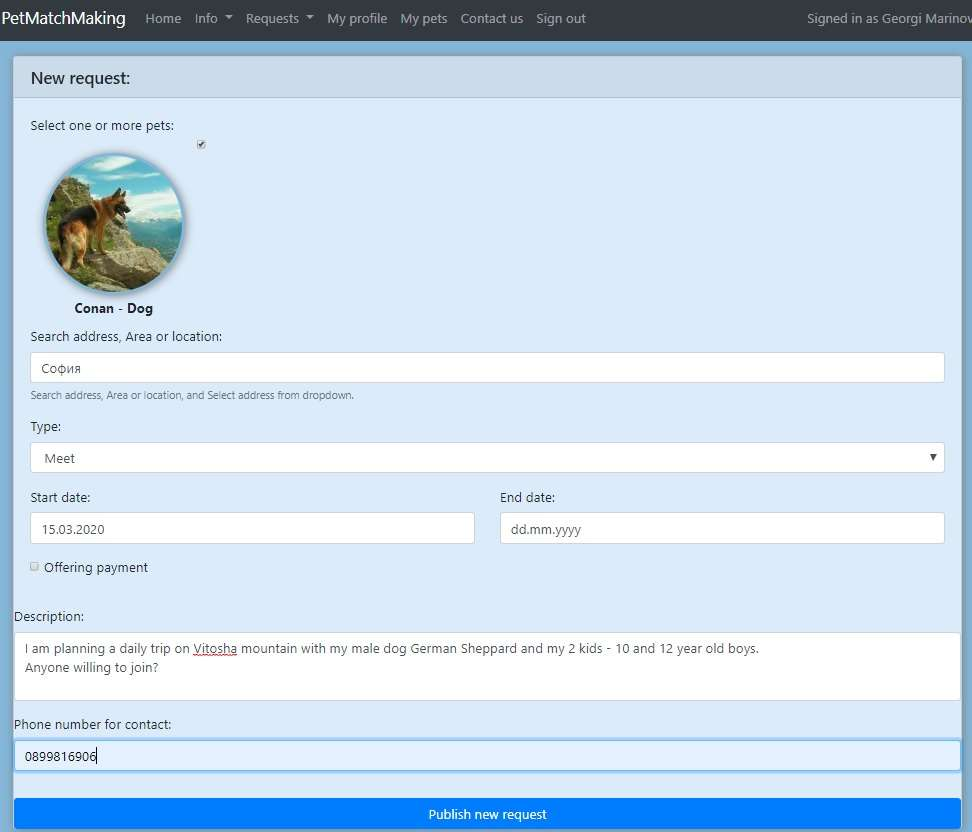 PetMatchMaking Home Info Requests My profile My pets Contact us Sign out Signed in as Georgi Marinov
New request:
Select one or more pets:
Conan - Dog
Search address, Area or location:
София
Search address, Area or location, and Select address from dropdown.
Type:
Meet
Start date: End date:
15.03.2020 dd.mm.yyyy
Offering payment
Description:
I am planning a daily trip on Vitosha mountain with my male dog German Sheppard and my 2 kids - 10 and 12 year old boys.
Anyone willing to join?
Phone number for contact:
0899816906
Publish new request